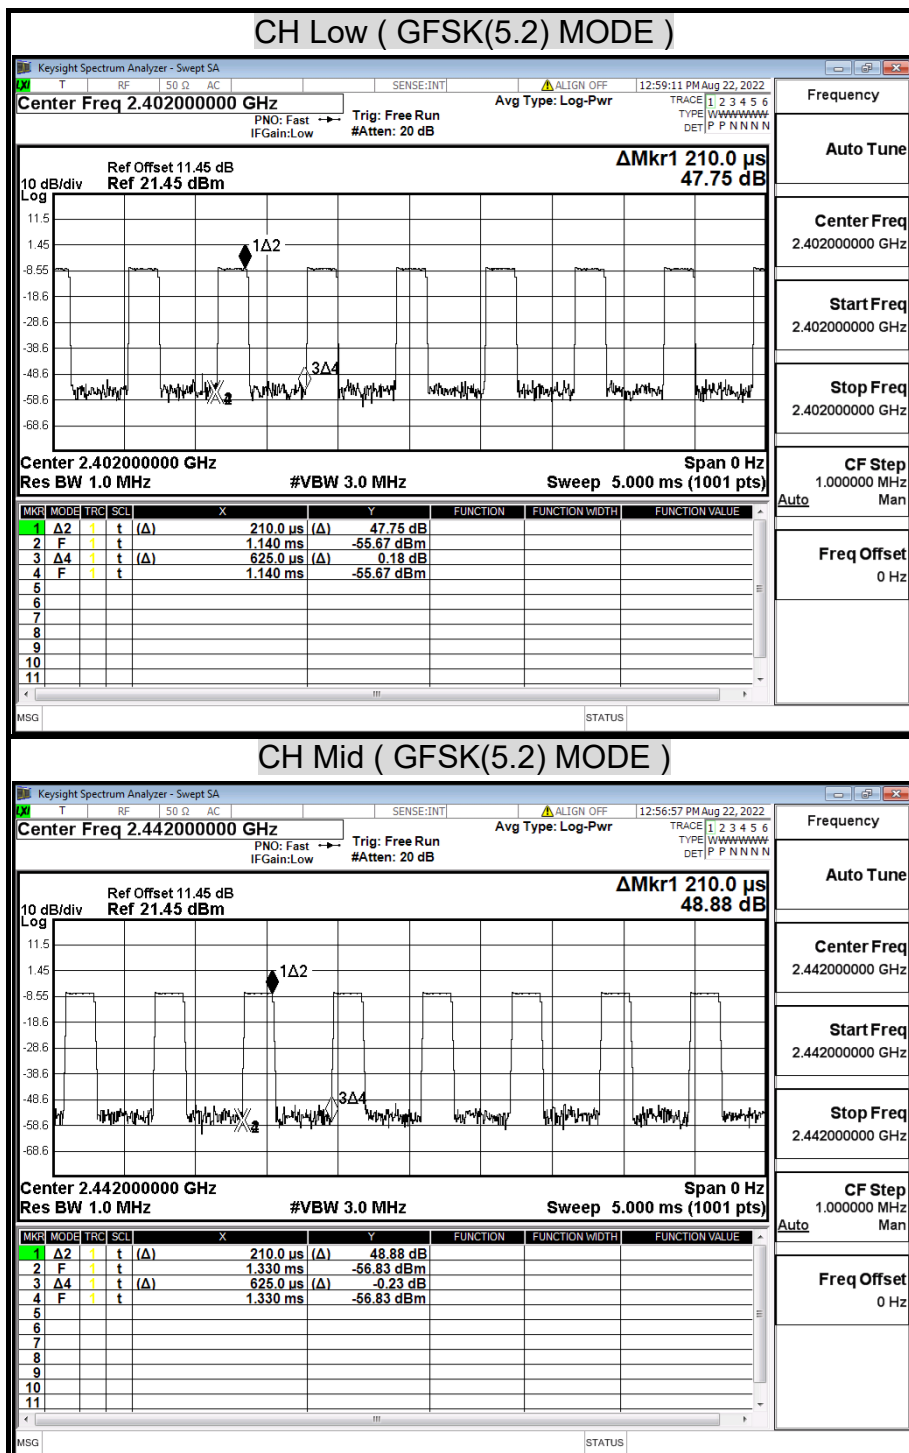 CH Low ( GFSK(5.2) MODE )
Keysight Spectrum Analyzer - Swept SA
LXI T RF 50 Ω AC SENSE:INT ALIGN OFF 12:59:11 PM Aug 22, 2022
Center Freq 2.402000000 GHz
PNO: Fast
IFGain:Low
Trig: Free Run
#Atten: 20 dB
Avg Type: Log-Pwr
TRACE 1 2 3 4 5 6
TYPE WWWWWW
DET P P N N N N
Ref Offset 11.45 dB
10 dB/div Ref 21.45 dBm
Log
ΔMkr1 210.0 µs
47.75 dB
11.5
1.45
-8.55
-18.6
-28.6
-38.6
-48.6
-58.6
-68.6
1Δ2
3Δ4
Center 2.402000000 GHz Span 0 Hz
Res BW 1.0 MHz #VBW 3.0 MHz Sweep 5.000 ms (1001 pts)
MKR MODE TRC SCL X Y FUNCTION FUNCTION WIDTH FUNCTION VALUE
1 Δ2 1 t (Δ) 210.0 µs (Δ) 47.75 dB
2 F 1 t 1.140 ms -55.67 dBm
3 Δ4 1 t (Δ) 625.0 µs (Δ) 0.18 dB
4 F 1 t 1.140 ms -55.67 dBm
5
6
7
8
9
10
11
MSG STATUS
Frequency
Auto Tune
Center Freq
2.402000000 GHz
Start Freq
2.402000000 GHz
Stop Freq
2.402000000 GHz
CF Step
1.000000 MHz
Auto Man
Freq Offset
0 Hz
CH Mid ( GFSK(5.2) MODE )
Keysight Spectrum Analyzer - Swept SA
LXI T RF 50 Ω AC SENSE:INT ALIGN OFF 12:56:57 PM Aug 22, 2022
Center Freq 2.442000000 GHz
PNO: Fast
IFGain:Low
Trig: Free Run
#Atten: 20 dB
Avg Type: Log-Pwr
TRACE 1 2 3 4 5 6
TYPE WWWWWW
DET P P N N N N
Ref Offset 11.45 dB
10 dB/div Ref 21.45 dBm
Log
ΔMkr1 210.0 µs
48.88 dB
11.5
1.45
-8.55
-18.6
-28.6
-38.6
-48.6
-58.6
-68.6
1Δ2
3Δ4
Center 2.442000000 GHz Span 0 Hz
Res BW 1.0 MHz #VBW 3.0 MHz Sweep 5.000 ms (1001 pts)
MKR MODE TRC SCL X Y FUNCTION FUNCTION WIDTH FUNCTION VALUE
1 Δ2 1 t (Δ) 210.0 µs (Δ) 48.88 dB
2 F 1 t 1.330 ms -56.83 dBm
3 Δ4 1 t (Δ) 625.0 µs (Δ) -0.23 dB
4 F 1 t 1.330 ms -56.83 dBm
5
6
7
8
9
10
11
MSG STATUS
Frequency
Auto Tune
Center Freq
2.442000000 GHz
Start Freq
2.442000000 GHz
Stop Freq
2.442000000 GHz
CF Step
1.000000 MHz
Auto Man
Freq Offset
0 Hz